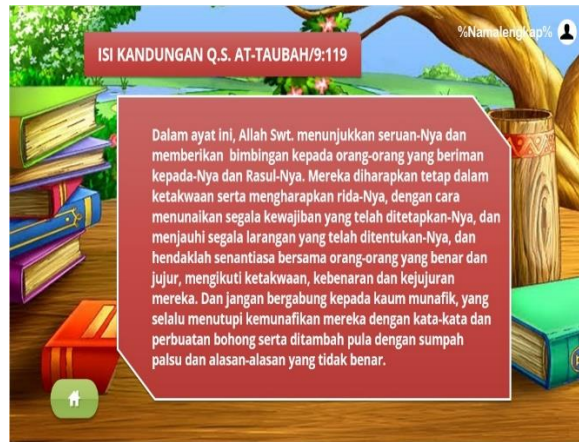 %Namalengkap%
ISI KANDUNGAN Q.S. AT-TAUBAH/9:119
Dalam ayat ini, Allah Swt. menunjukkan seruan-Nya dan
memberikan bimbingan kepada orang-orang yang beriman
kepada-Nya dan Rasul-Nya. Mereka diharapkan tetap dalam
ketakwaan serta mengharapkan rida-Nya, dengan cara
menunaikan segala kewajiban yang telah ditetapkan-Nya, dan
menjauhi segala larangan yang telah ditentukan-Nya, dan
hendaklah senantiasa bersama orang-orang yang benar dan
jujur, mengikuti ketakwaan, kebenaran dan kejujuran
mereka. Dan jangan bergabung kepada kaum munafik, yang
selalu menutupi kemunafikan mereka dengan kata-kata dan
perbuatan bohong serta ditambah pula dengan sumpah
palsu dan alasan-alasan yang tidak benar.